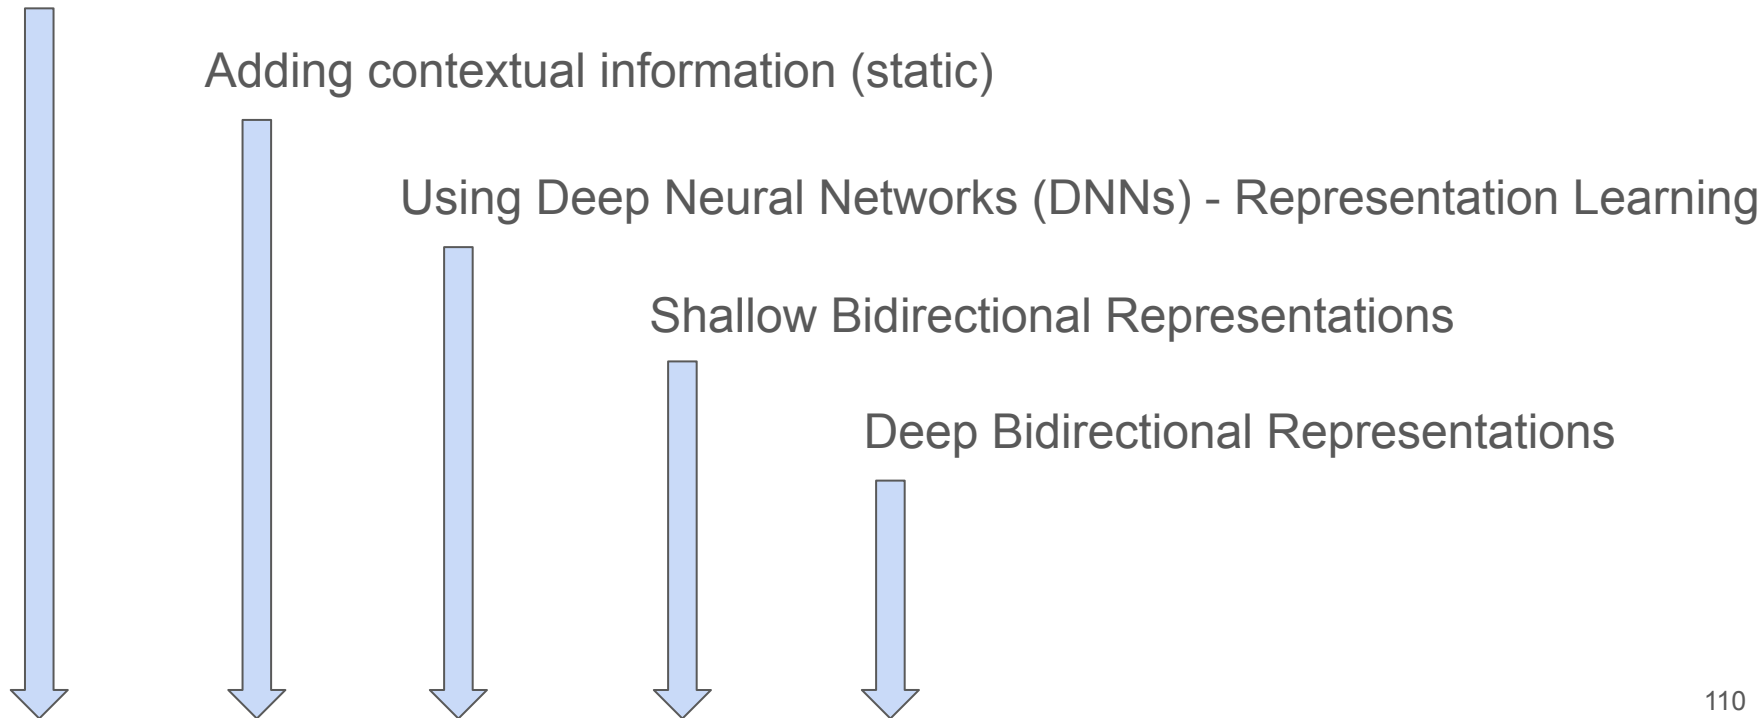 Adding contextual information (static)
Using Deep Neural Networks (DNNs) - Representation Learning
Shallow Bidirectional Representations
Deep Bidirectional Representations
110